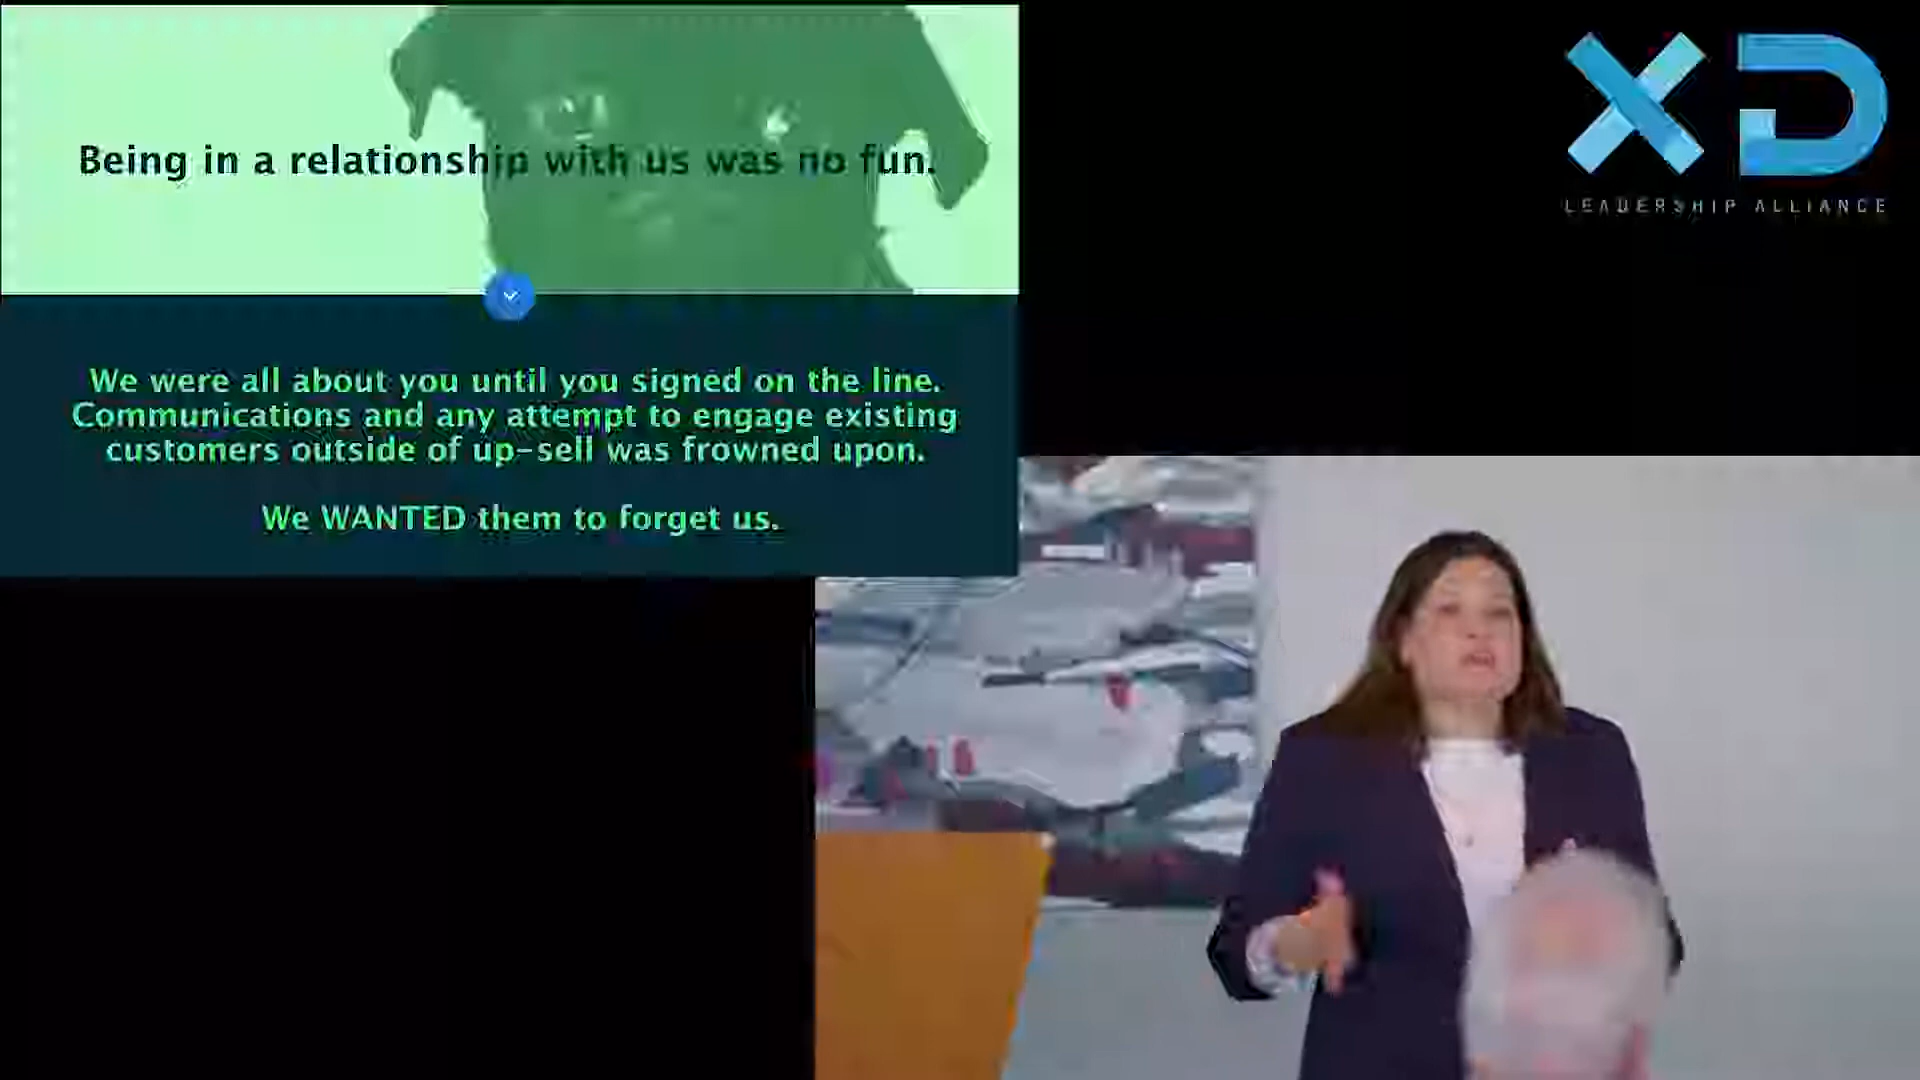 Being in a relationship with us was no fun.
We were all about you until you signed on the line.
Communications and any attempt to engage existing
customers outside of up-sell was frowned upon.
We WANTED them to forget us.
XD
LEADERSHIP ALLIANCE